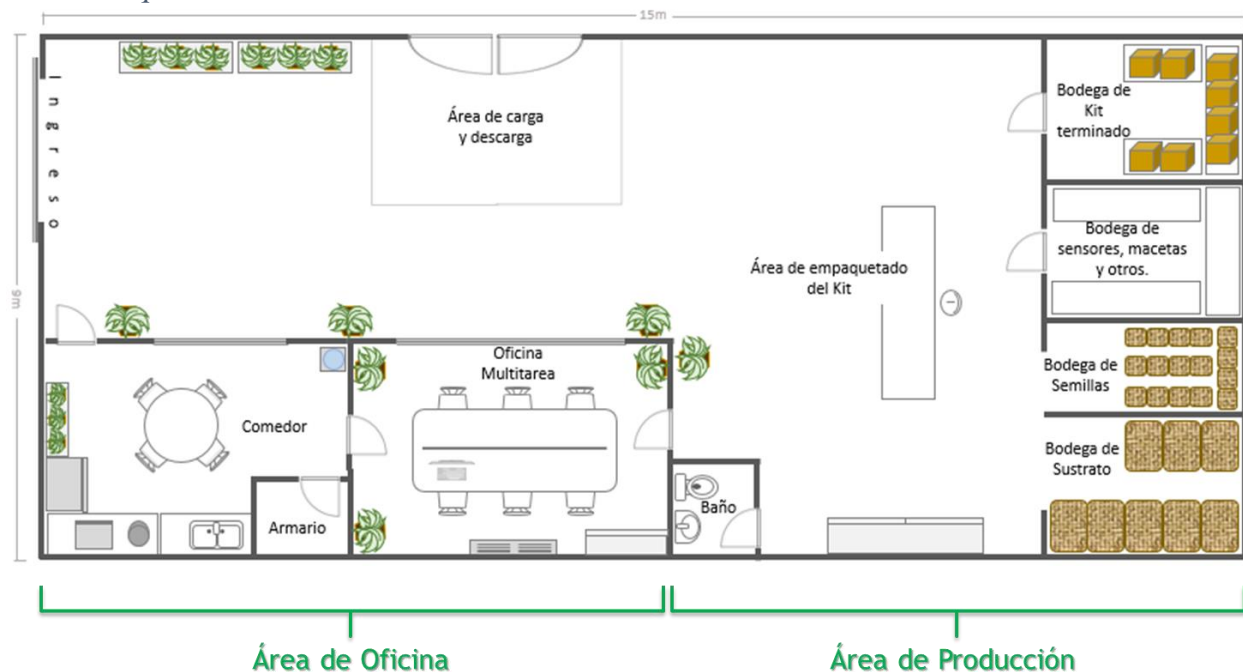 15m
9m
Ingreso
Área de carga
y descarga
Bodega de
Kit
terminado
Bodega de
sensores, macetas
y otros.
Área de empaquetado
del Kit
Oficina
Multitarea
Bodega de
Semillas
Comedor
Bodega de
Sustrato
Armario
Baño
Área de Oficina
Área de Producción